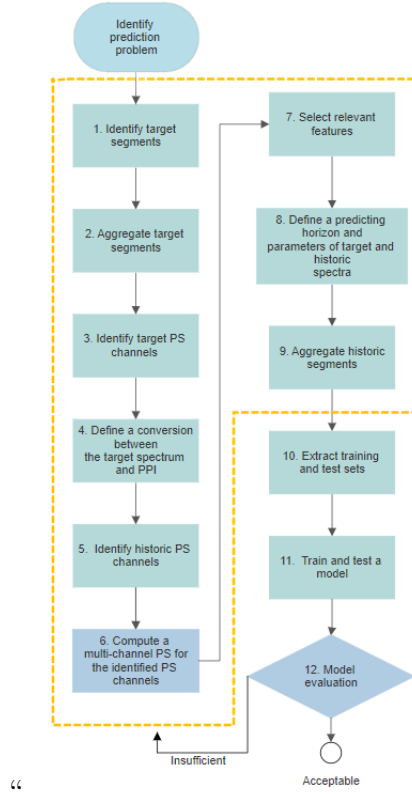 Identify
prediction
problem
1. Identify target
segments
2. Aggregate target
segments
3. Identify target PS
channels
4. Define a conversion
between
the target spectrum
and PPI
5. Identify historic PS
channels
6. Compute a
multi-channel PS for
the identified PS
channels
7. Select relevant
features
8. Define a predicting
horizon and
parameters of target and
historic
spectra
9. Aggregate historic
segments
10. Extract training
and test sets
11. Train and test a
model
12. Model
evaluation
Insufficient
Acceptable
“